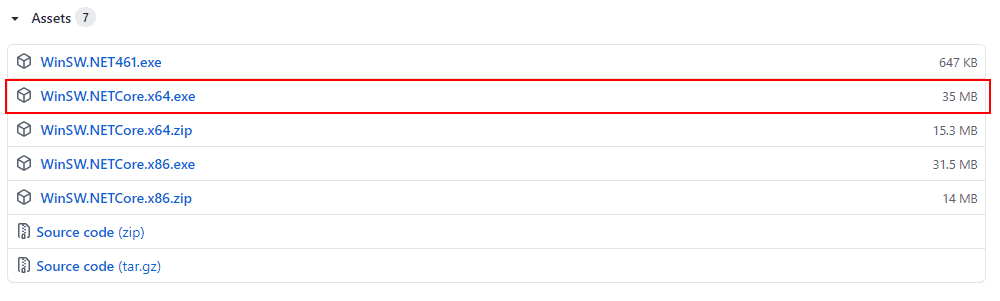 Assets 7
WinSW.NET461.exe 647 KB
WinSW.NETCore.x64.exe 35 MB
WinSW.NETCore.x64.zip 15.3 MB
WinSW.NETCore.x86.exe 31.5 MB
WinSW.NETCore.x86.zip 14 MB
Source code (zip)
Source code (tar.gz)